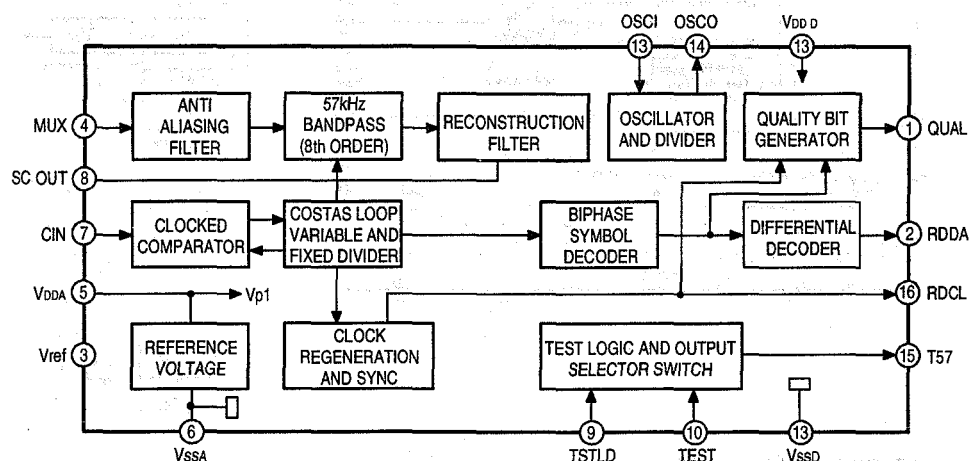 OSCI OSCO VDD D
13 14 13
ANTI
ALIASING
FILTER
57kHz
BANDPASS
(8th ORDER)
RECONSTRUCTION
FILTER
OSCILLATOR
AND DIVIDER
QUALITY BIT
GENERATOR
MUX 4
1 QUAL
SC OUT 8
CIN 7
CLOCKED
COMPARATOR
COSTAS LOOP
VARIABLE AND
FIXED DIVIDER
BIPHASE
SYMBOL
DECODER
DIFFERENTIAL
DECODER
2 RDDA
VDDA 5
Vp1
16 RDCL
Vref 3
REFERENCE
VOLTAGE
CLOCK
REGENERATION
AND SYNC
TEST LOGIC AND OUTPUT
SELECTOR SWITCH
15 T57
6 9 10 13
VSSA TSTLD TEST VSSD